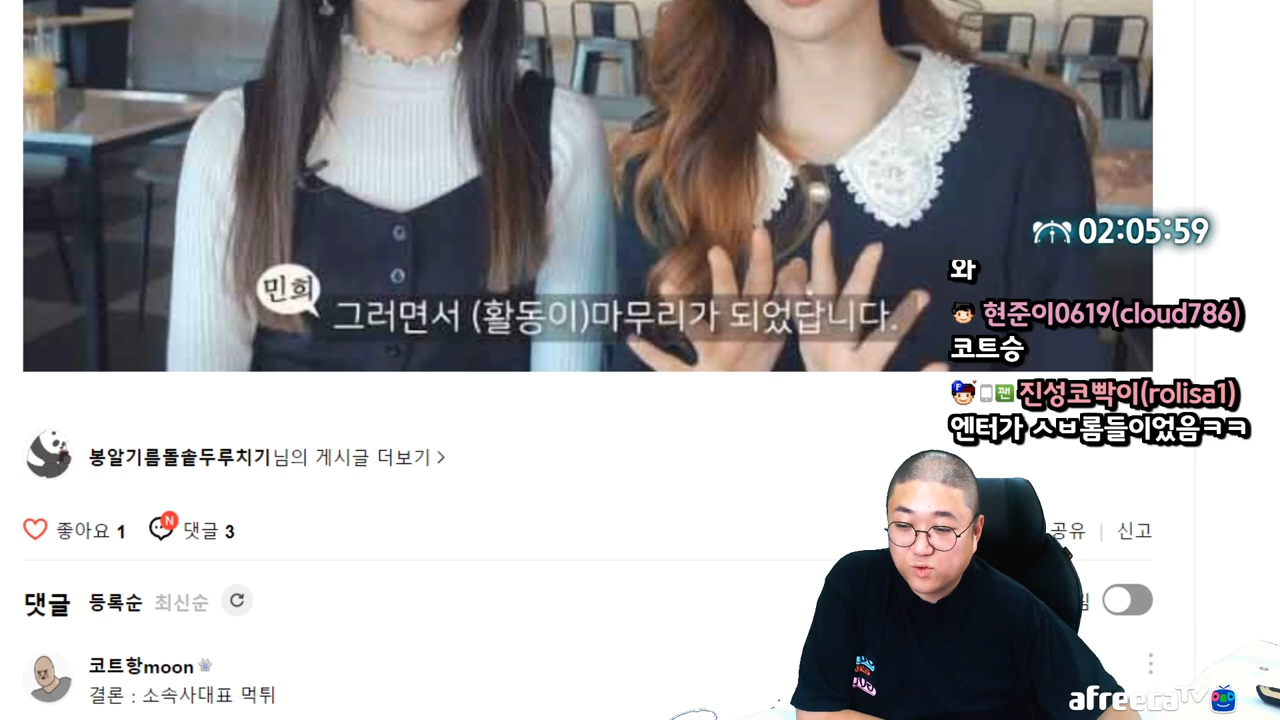 민희
그러면서 (활동이)마무리가 되었답니다.
02:05:59
와
현준이0619(cloud786)
코트승
F
짼
진성코빡이(rolisa1)
엔터가 ㅅㅂ롬들이었음ㅋㅋ
봉알기름돌솥두루치기님의 게시글 더보기 >
좋아요 1
N
댓글 3
공유 | 신고
댓글 등록순 최신순
코트항moon
결론 : 소속사대표 먹튀
afreecaTV